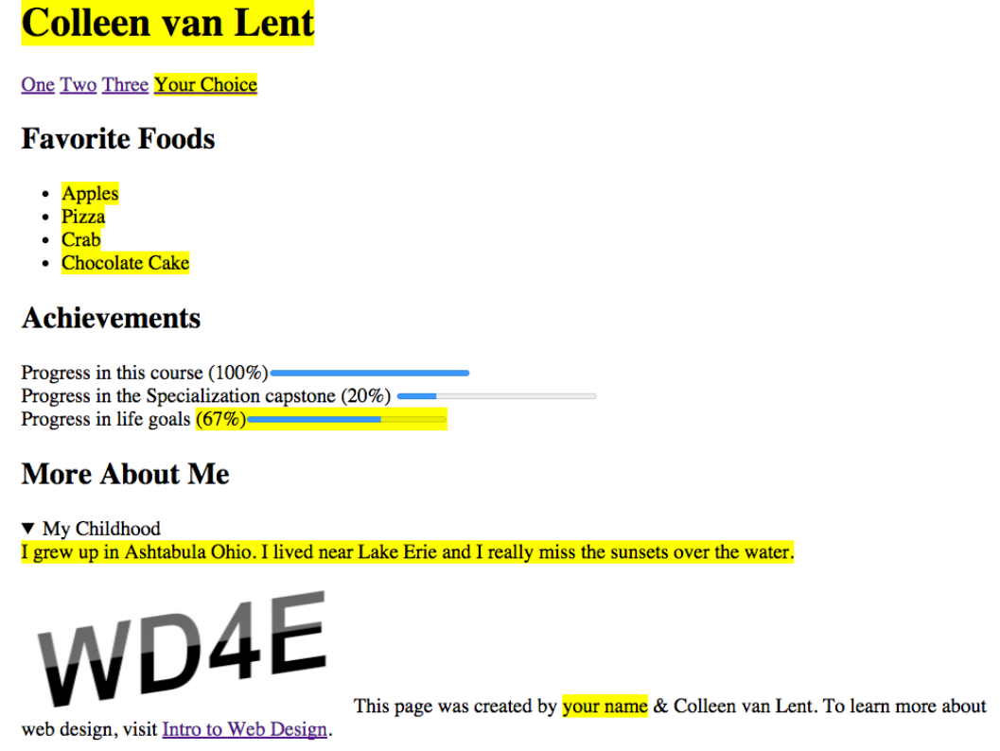 Colleen van Lent
One Two Three Your Choice
Favorite Foods
• Apples
• Pizza
• Crab
• Chocolate Cake
Achievements
Progress in this course (100%)
Progress in the Specialization capstone (20%)
Progress in life goals (67%)
More About Me
▼ My Childhood
I grew up in Ashtabula Ohio. I lived near Lake Erie and I really miss the sunsets over the water.
WD4E
This page was created by your name & Colleen van Lent. To learn more about
web design, visit Intro to Web Design.